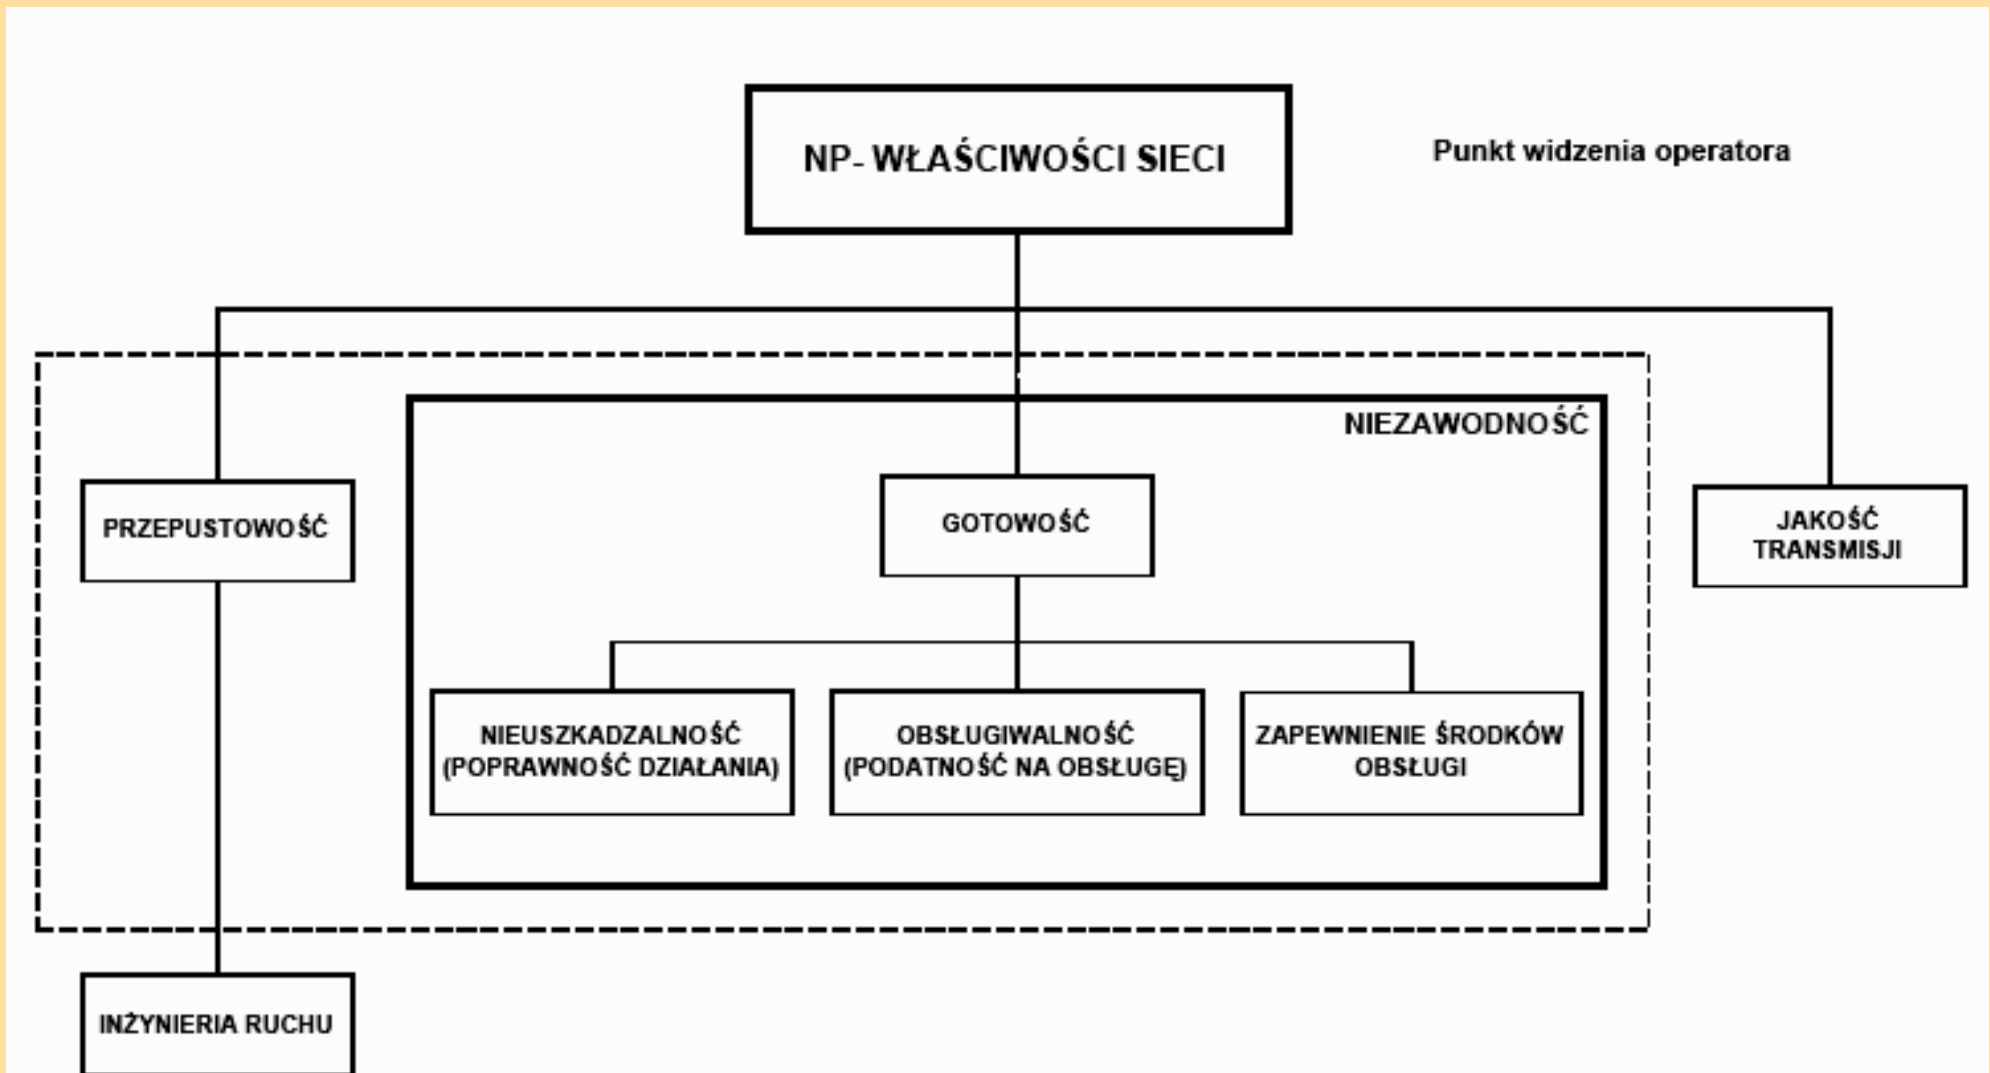 NP- WŁAŚCIWOŚCI SIECI
Punkt widzenia operatora
NIEZAWODNOŚĆ
PRZEPUSTOWOŚĆ
GOTOWOŚĆ
JAKOŚĆ
TRANSMISJI
NIEUSZKADZALNOŚĆ
(POPRAWNOŚĆ DZIAŁANIA)
OBSŁUGIWALNOŚĆ
(PODATNOŚĆ NA OBSŁUGĘ)
ZAPEWNIENIE ŚRODKÓW
OBSŁUGI
INŻYNIERIA RUCHU